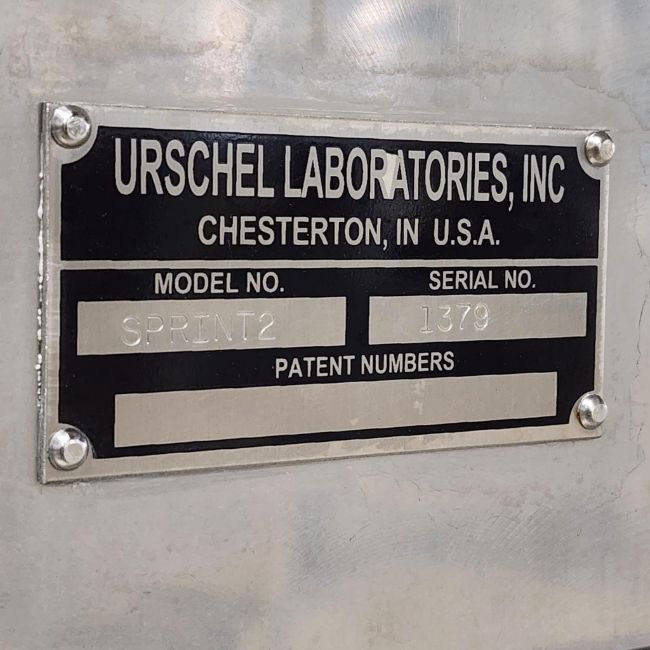 URSCHEL LABORATORIES, INC
CHESTERTON, IN U.S.A.
MODEL NO. SERIAL NO.
SPRINT2 1379
PATENT NUMBERS